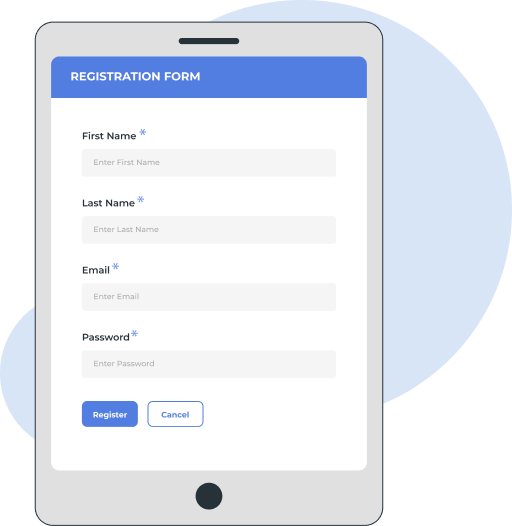 REGISTRATION FORM
First Name *
Enter First Name
Last Name *
Enter Last Name
Email *
Enter Email
Password *
Enter Password
Register Cancel